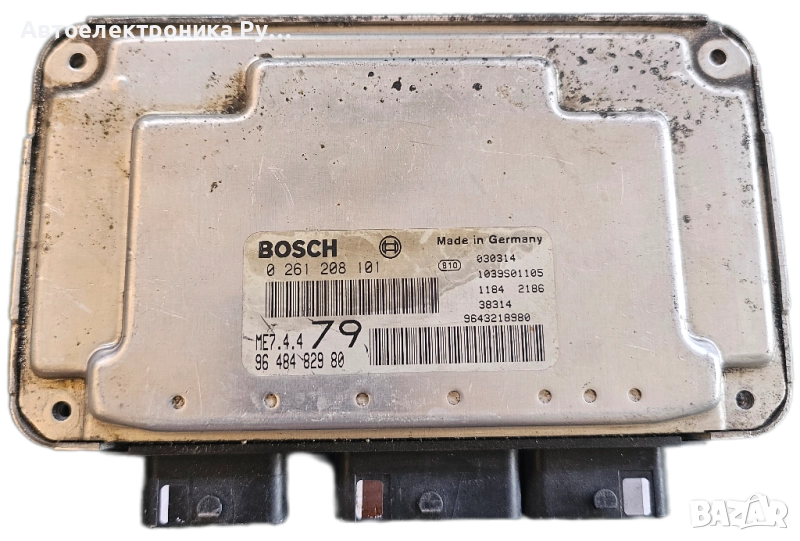 Автоелектроника Ру...
BOSCH
Made in Germany
0 261 208 101
B10
030314
1039S01105
1184 2186
38314
9643218980
ME7.4.4 79
96 484 829 80
BAZAR